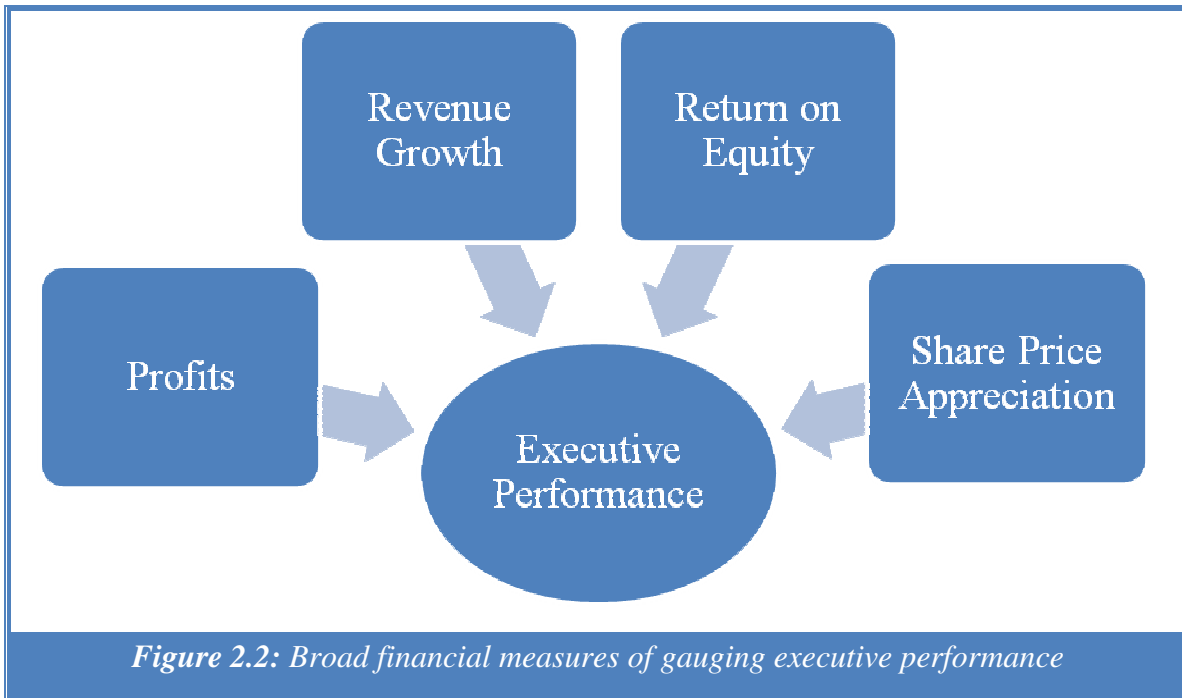 Revenue
Growth
Return on
Equity
Profits
Share Price
Appreciation
Executive
Performance
Figure 2.2: Broad financial measures of gauging executive performance